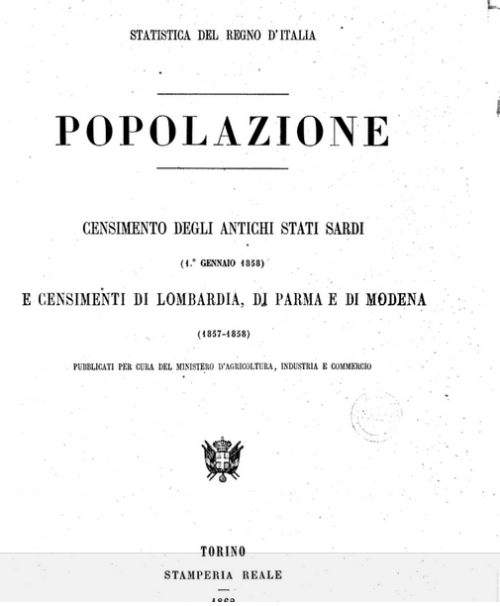 STATISTICA DEL REGNO D'ITALIA
POPOLAZIONE
CENSIMENTO DEGLI ANTICHI STATI SARDI
(1.° GENNAIO 1858)
E CENSIMENTI DI LOMBARDIA, DI PARMA E DI MODENA
(1857-1858)
PUBBLICATI PER CURA DEL MINISTERO D'AGRICOLTURA, INDUSTRIA E COMMERCIO
TORINO
STAMPERIA REALE